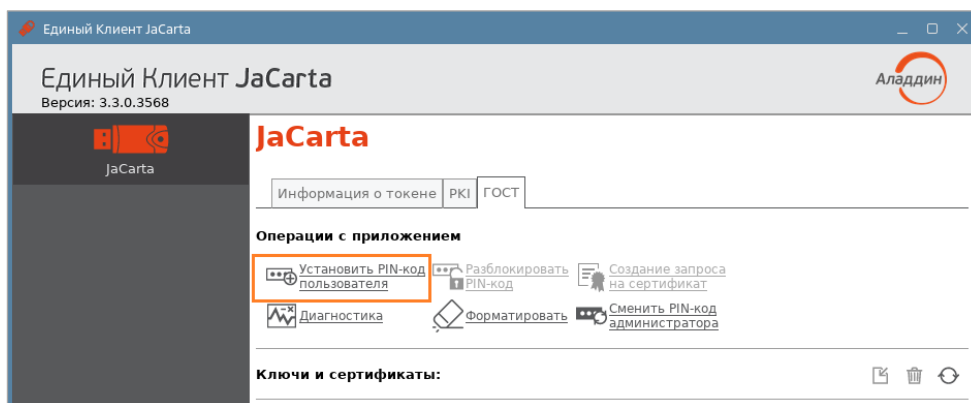 Единый Клиент JaCarta
Единый Клиент JaCarta
Аладдин
Версия: 3.3.0.3568
JaCarta
JaCarta
Информация о токене PKI ГОСТ
Операции с приложением
Установить PIN-код
пользователя
Разблокировать
PIN-код
Создание запроса
на сертификат
Диагностика
Форматировать
Сменить PIN-код
администратора
Ключи и сертификаты: